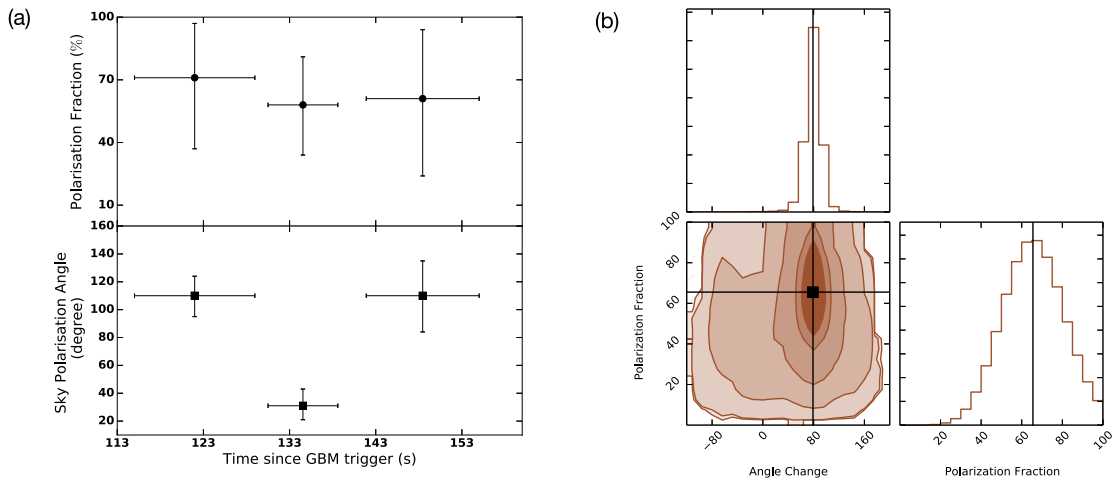 (a)
Polarisation Fraction (%)
100
70
40
10
Sky Polarisation Angle
(degree)
160
140
120
100
80
60
40
20
113 123 133 143 153
Time since GBM trigger (s)
(b)
Polarization Fraction
100
80
60
40
20
−80 0 80 160
Angle Change
20 40 60 80 100
Polarization Fraction